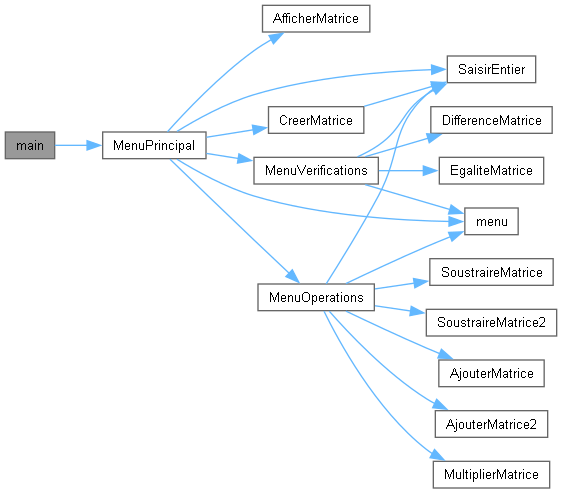 AfficherMatrice
SaisirEntier
CreerMatrice
DifferenceMatrice
main
MenuPrincipal
MenuVerifications
EgaliteMatrice
menu
SoustraireMatrice
MenuOperations
SoustraireMatrice2
AjouterMatrice
AjouterMatrice2
MultiplierMatrice